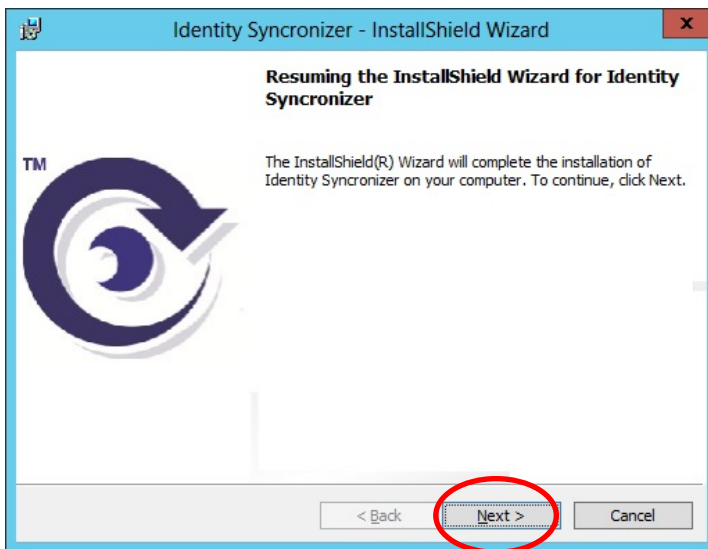 Identity Syncronizer - InstallShield Wizard
x
Resuming the InstallShield Wizard for Identity
Syncronizer
TM
The InstallShield(R) Wizard will complete the installation of
Identity Syncronizer on your computer. To continue, click Next.
< Back
Next >
Cancel